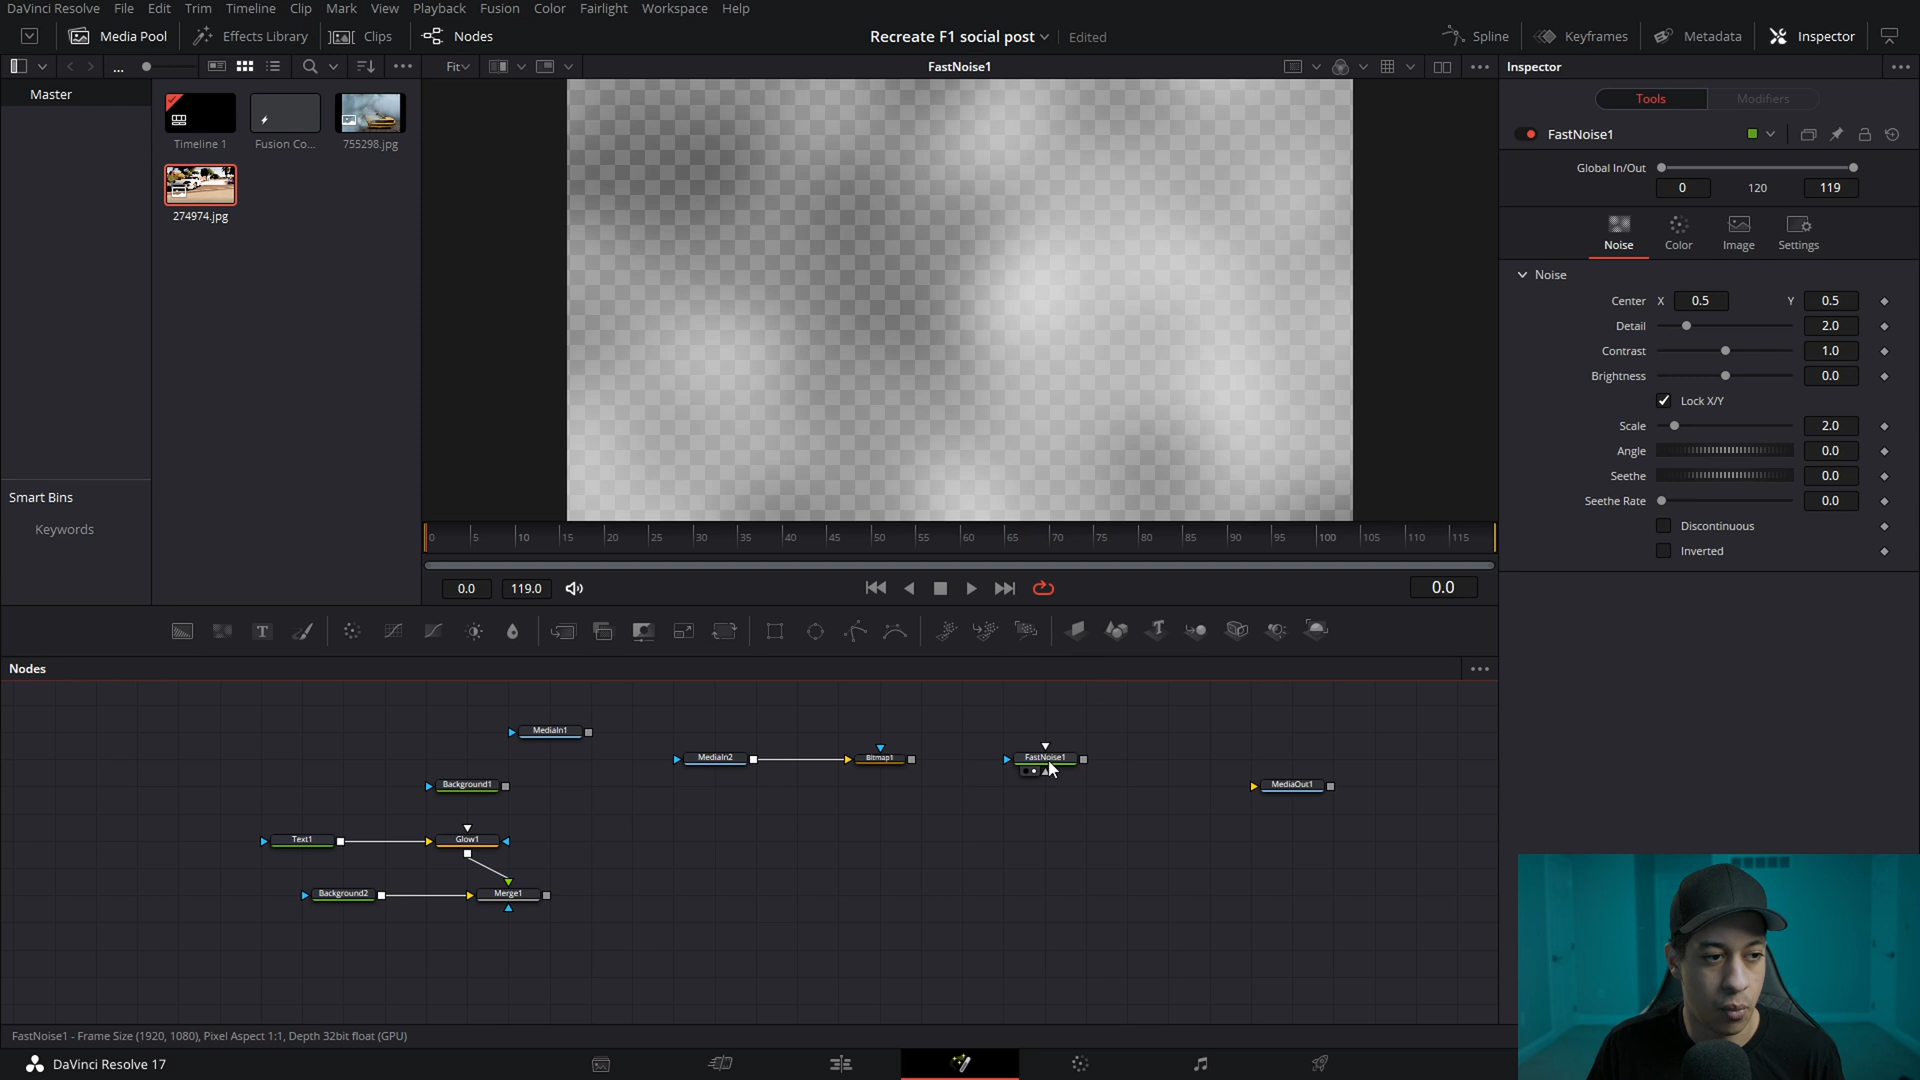 DaVinci Resolve File Edit Trim Timeline Clip Mark View Playback Fusion Color Fairlight Workspace Help
Media Pool Effects Library Clips Nodes Recreate F1 social post Edited Spline Keyframes Metadata Inspector
... Fit FastNoise1 Inspector
Master
Timeline 1 Fusion Co... 755298.jpg
274974.jpg
Smart Bins
Keywords
Tools Modifiers
FastNoise1
Global In/Out
0 120 119
Noise Color Image Settings
Noise
Center X 0.5 Y 0.5
Detail 2.0
Contrast 1.0
Brightness 0.0
Lock X/Y
Scale 2.0
Angle 0.0
Seethe 0.0
Seethe Rate 0.0
Discontinuous
Inverted
0 5 10 15 20 25 30 35 40 45 50 55 60 65 70 75 80 85 90 95 100 105 110 115
0.0 119.0 0.0
T
Nodes
MediaIn1
MediaIn2 Bitmap1 FastNoise1
Background1 MediaOut1
Text1 Glow1
Background2 Merge1
FastNoise1 - Frame Size (1920, 1080), Pixel Aspect 1:1, Depth 32bit float (GPU)
DaVinci Resolve 17